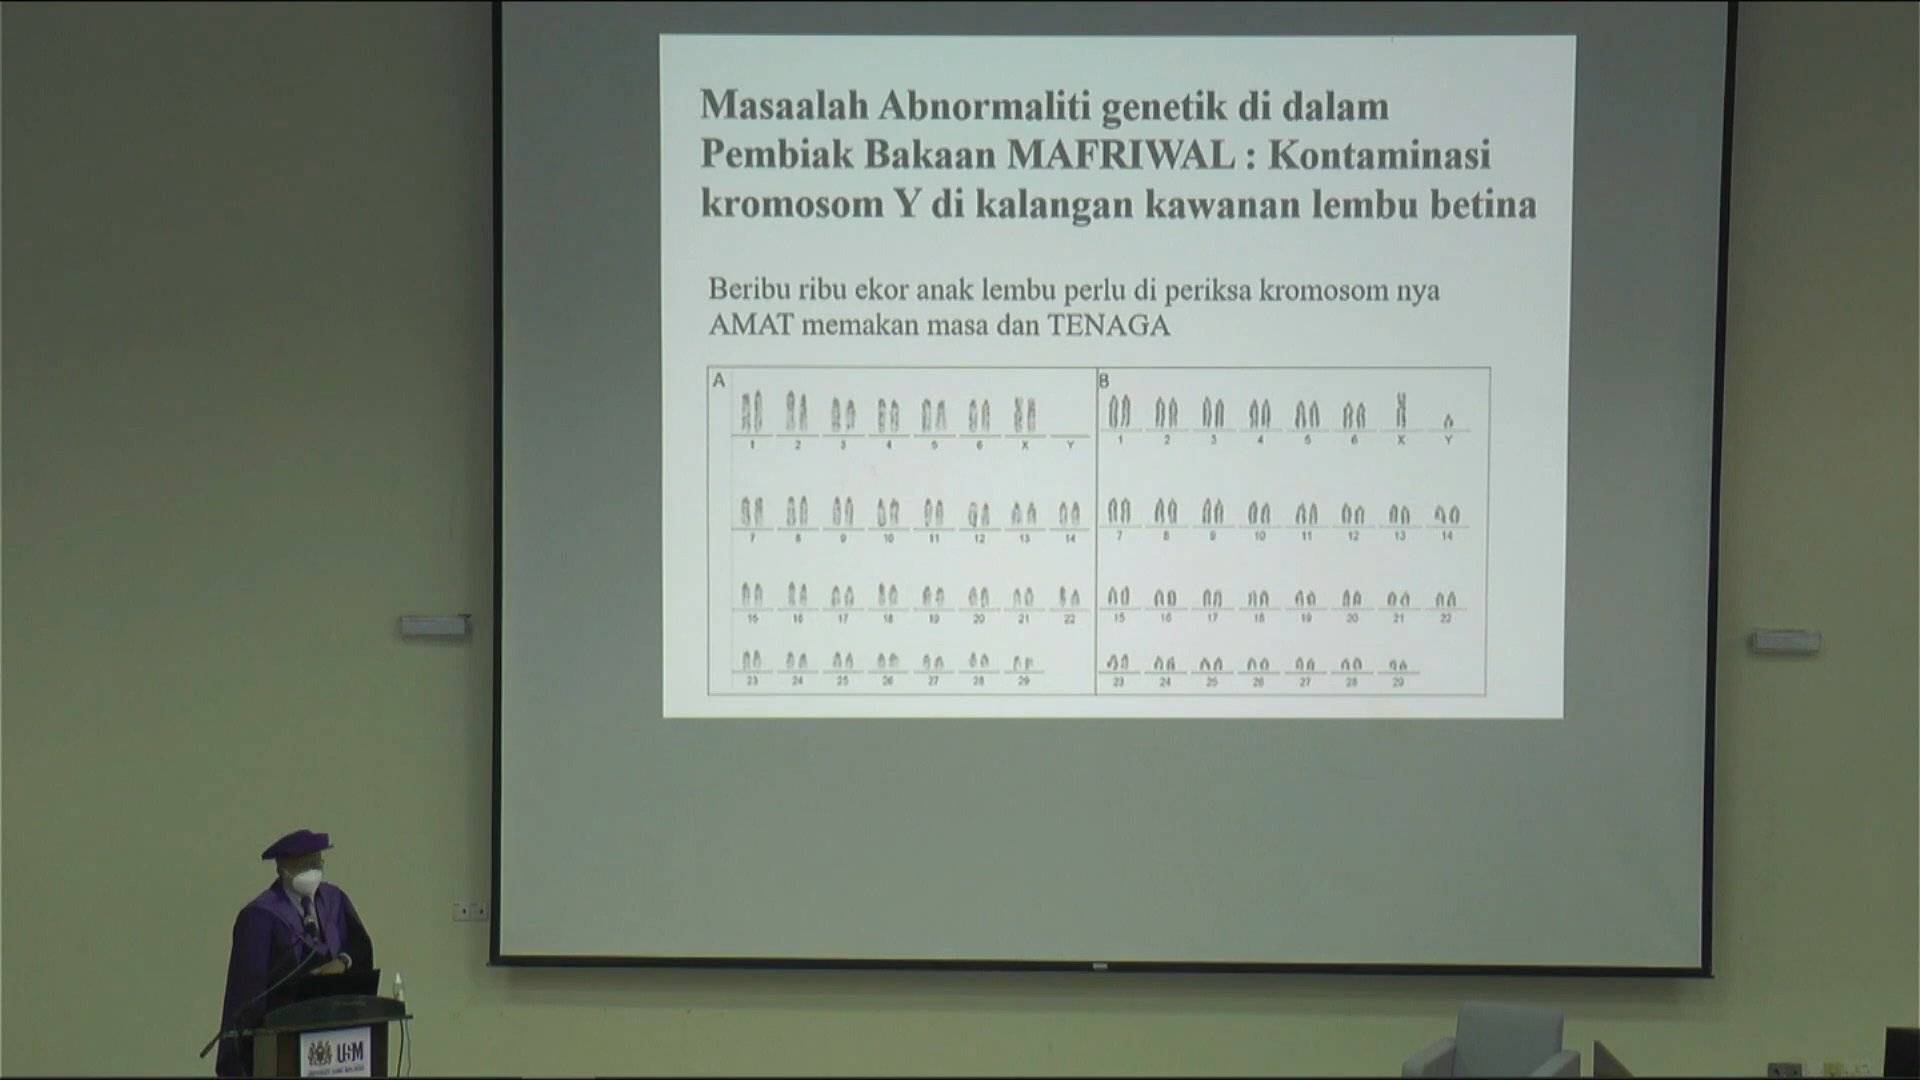 Masaalah Abnormaliti genetik di dalam
Pembiak Bakaan MAFRIWAL : Kontaminasi
kromosom Y di kalangan kawanan lembu betina
Beribu ribu ekor anak lembu perlu di periksa kromosom nya
AMAT memakan masa dan TENAGA
A
1 2 3 4 5 6 X Y
7 8 9 10 11 12 13 14
15 16 17 18 19 20 21 22
23 24 25 26 27 28 29
B
1 2 3 4 5 6 X Y
7 8 9 10 11 12 13 14
15 16 17 18 19 20 21 22
23 24 25 26 27 28 29
USM